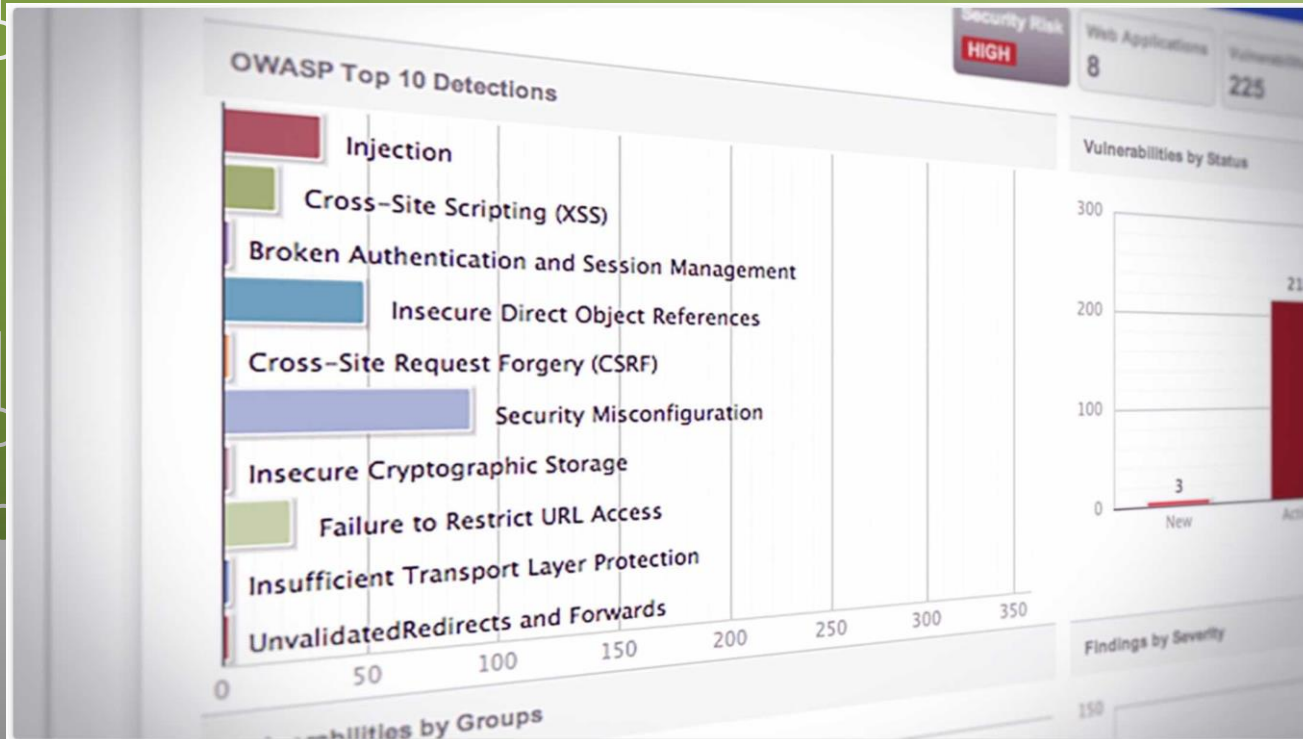 Security Risk
HIGH
Web Applications
8
225
OWASP Top 10 Detections
Injection
Cross-Site Scripting (XSS)
Broken Authentication and Session Management
Insecure Direct Object References
Cross-Site Request Forgery (CSRF)
Security Misconfiguration
Insecure Cryptographic Storage
Failure to Restrict URL Access
Insufficient Transport Layer Protection
UnvalidatedRedirects and Forwards
0 50 100 150 200 250 300 350
by Groups
Vulnerabilities by Status
300
200
100
0
3
New
Findings by Severity
150